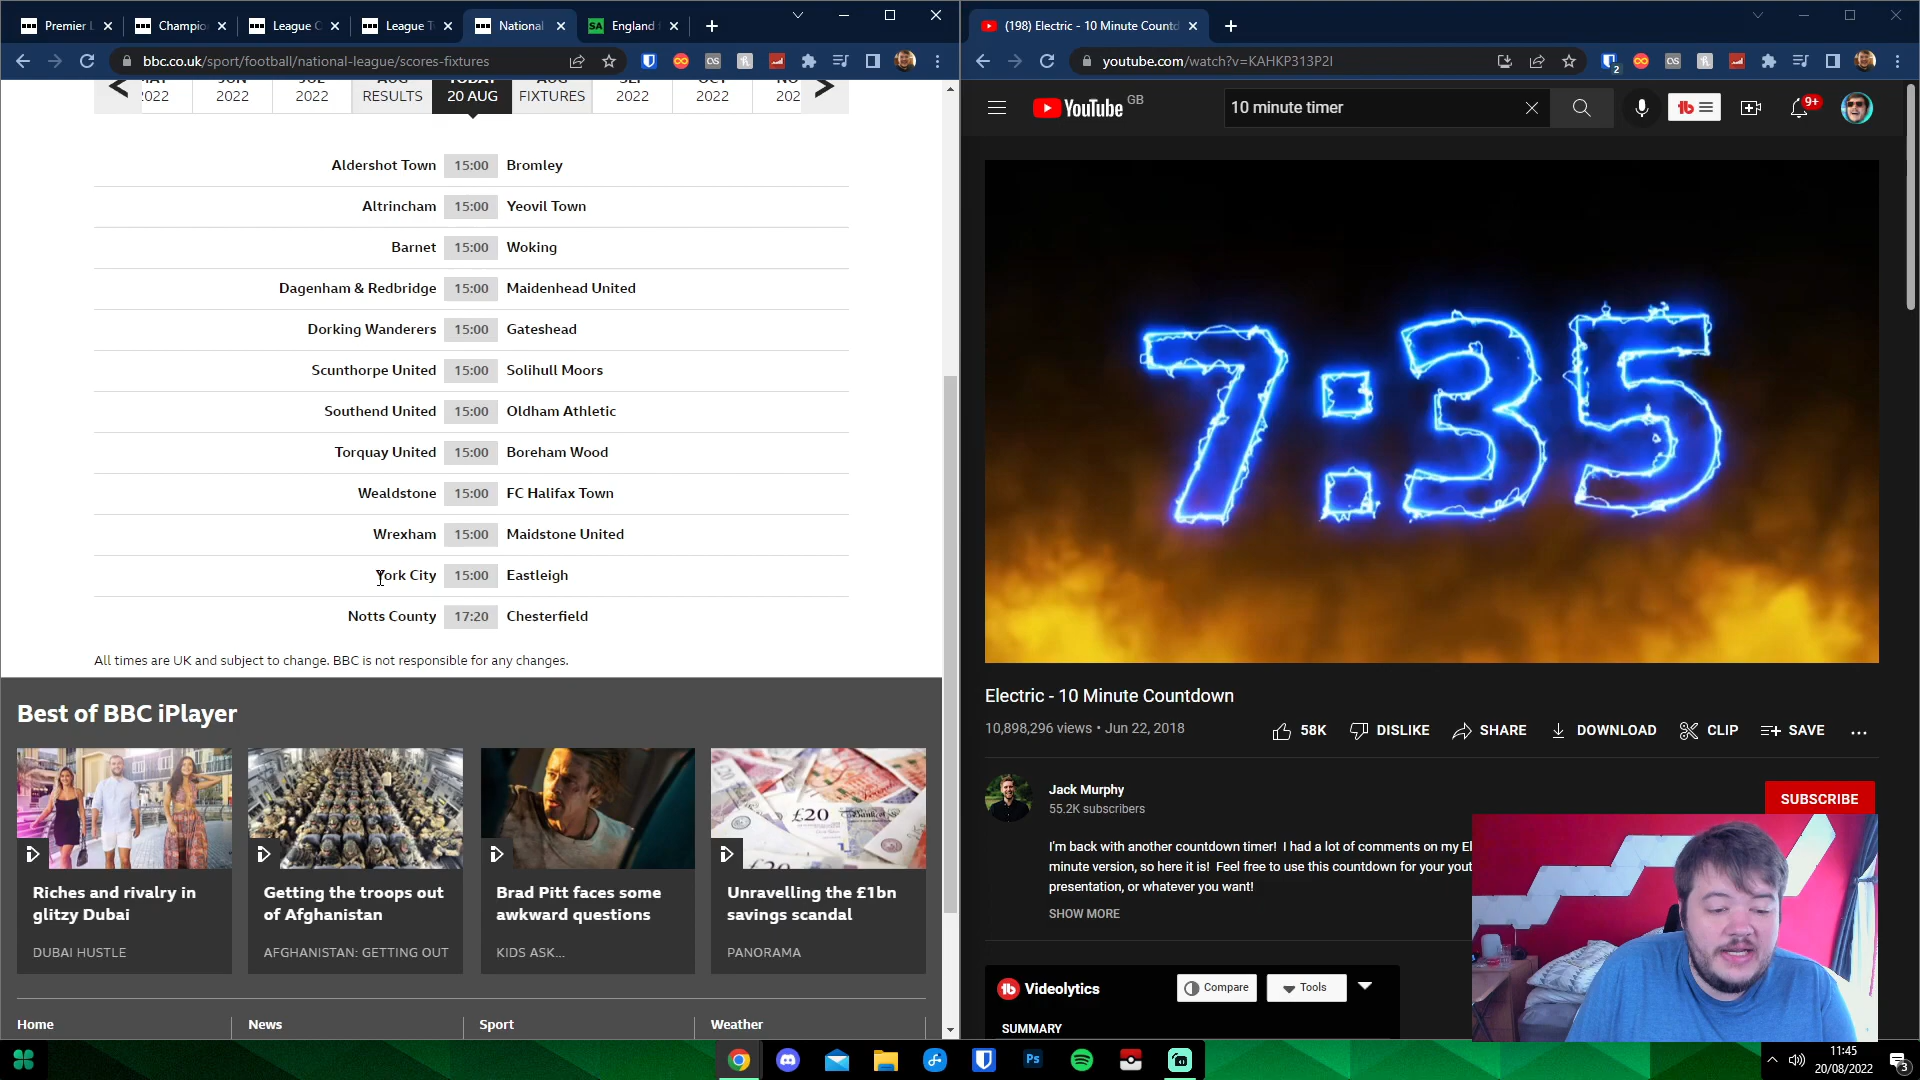 Premier L
Champio
League O
League T
National
England
(198) Electric - 10 Minute Countd
bbc.co.uk/sport/football/national-league/scores-fixtures
youtube.com/watch?v=KAHKP313P2I
2022
2022
2022
RESULTS
20 AUG
FIXTURES
2022
2022
202
YouTube GB
10 minute timer
9+
Aldershot Town 15:00 Bromley
Altrincham 15:00 Yeovil Town
Barnet 15:00 Woking
Dagenham & Redbridge 15:00 Maidenhead United
Dorking Wanderers 15:00 Gateshead
Scunthorpe United 15:00 Solihull Moors
Southend United 15:00 Oldham Athletic
Torquay United 15:00 Boreham Wood
Wealdstone 15:00 FC Halifax Town
Wrexham 15:00 Maidstone United
York City 15:00 Eastleigh
Notts County 17:20 Chesterfield
All times are UK and subject to change. BBC is not responsible for any changes.
Best of BBC iPlayer
£20
Riches and rivalry in
glitzy Dubai
DUBAI HUSTLE
Getting the troops out
of Afghanistan
AFGHANISTAN: GETTING OUT
Brad Pitt faces some
awkward questions
KIDS ASK...
Unravelling the £1bn
savings scandal
PANORAMA
Home
News
Sport
Weather
7:35
Electric - 10 Minute Countdown
10,898,296 views • Jun 22, 2018
58K
DISLIKE
SHARE
DOWNLOAD
CLIP
SAVE
Jack Murphy
55.2K subscribers
SUBSCRIBE
I'm back with another countdown timer! I had a lot of comments on my El
minute version, so here it is! Feel free to use this countdown for your yout
presentation, or whatever you want!
SHOW MORE
Videolytics
Compare
Tools
SUMMARY
11:45
20/08/2022
3